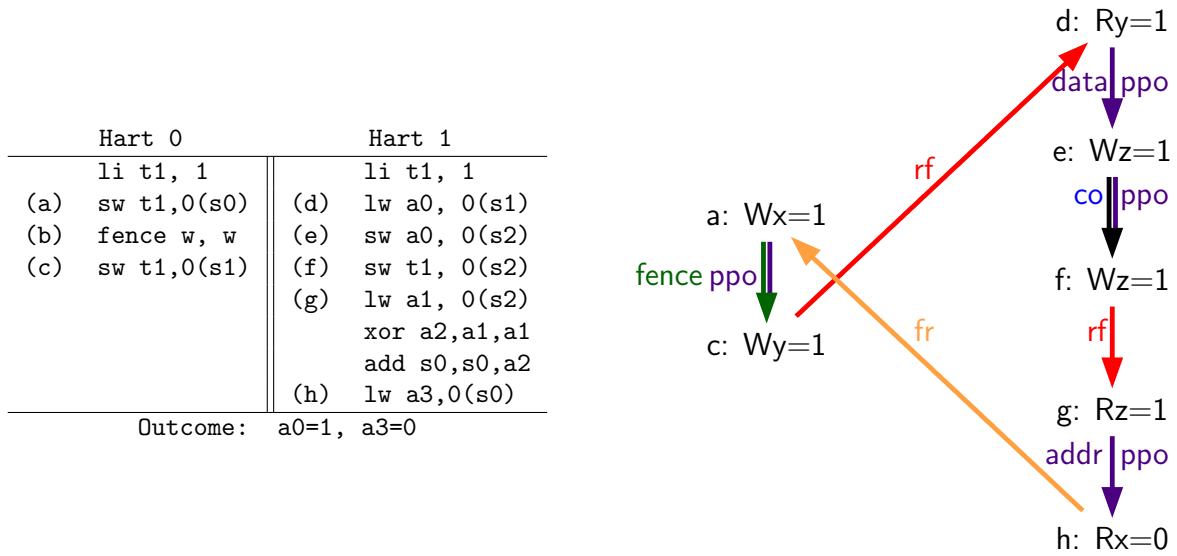 Hart 0 Hart 1
li t1, 1 li t1, 1
(a) sw t1,0(s0) (d) lw a0, 0(s1)
(b) fence w, w (e) sw a0, 0(s2)
(c) sw t1,0(s1) (f) sw t1, 0(s2)
(g) lw a1, 0(s2)
xor a2,a1,a1
add s0,s0,a2
(h) lw a3,0(s0)
Outcome: a0=1, a3=0
d: Ry=1
data ppo
e: Wz=1
rf
co ppo
a: Wx=1
fence ppo
f: Wz=1
c: Wy=1
fr
rf
g: Rz=1
addr ppo
h: Rx=0